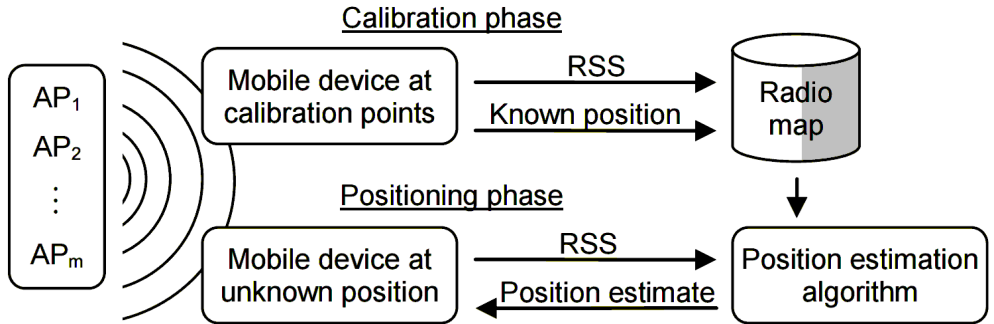 Calibration phase
AP1
AP2
⋮
APm
Mobile device at
calibration points
RSS
Known position
Radio
map
Positioning phase
Mobile device at
unknown position
RSS
Position estimate
Position estimation
algorithm